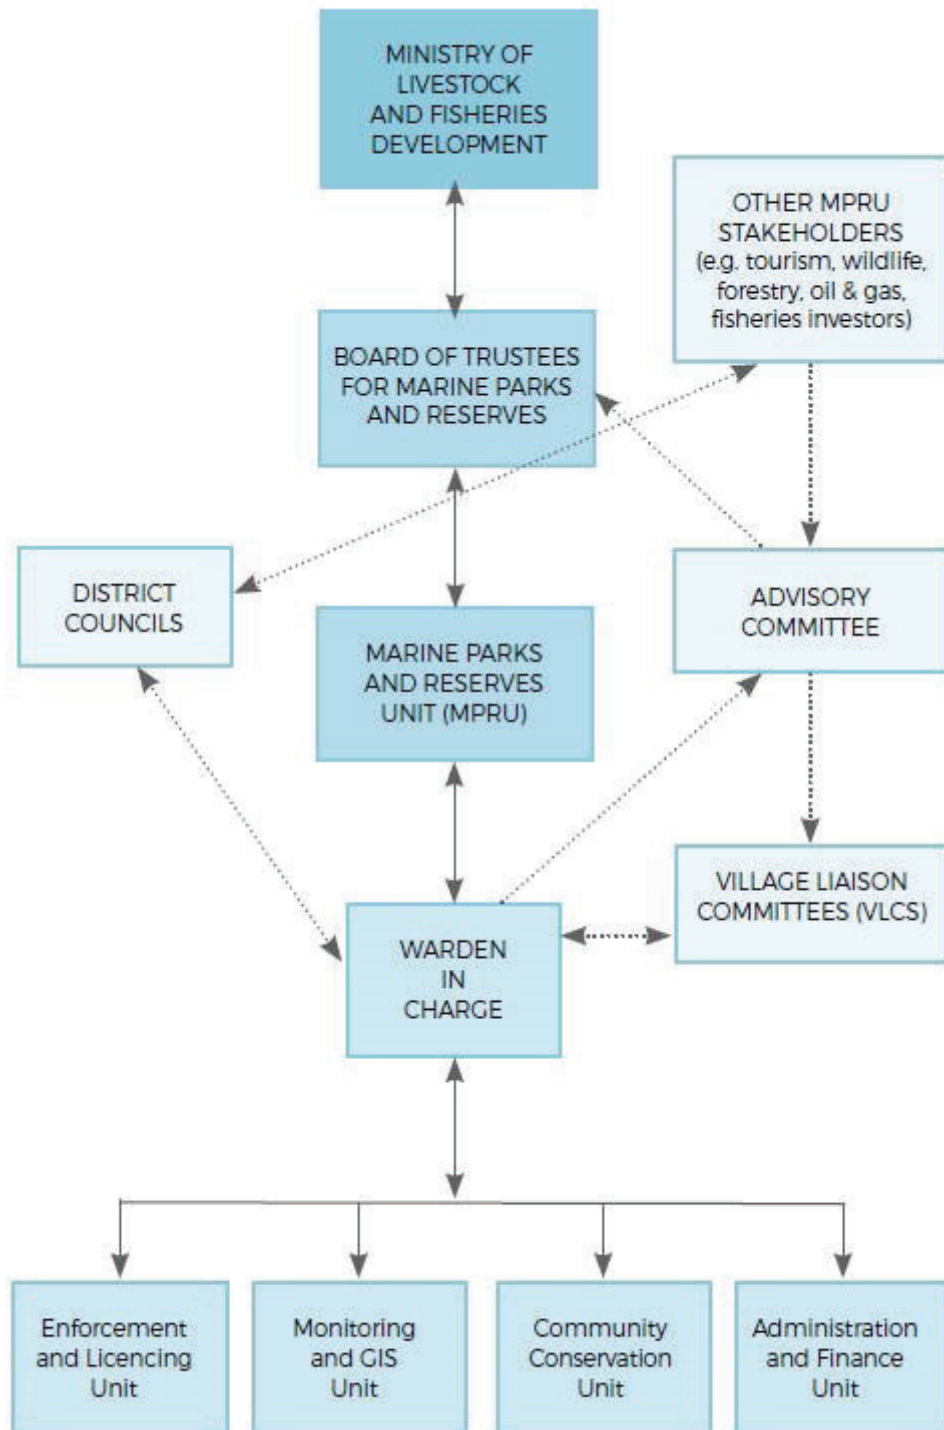 MINISTRY OF
LIVESTOCK
AND FISHERIES
DEVELOPMENT
OTHER MPRU
STAKEHOLDERS
(e.g. tourism, wildlife,
forestry, oil & gas,
fisheries investors)
BOARD OF TRUSTEES
FOR MARINE PARKS
AND RESERVES
DISTRICT
COUNCILS
ADVISORY
COMMITTEE
MARINE PARKS
AND RESERVES
UNIT (MPRU)
VILLAGE LIAISON
COMMITTEES (VLCS)
WARDEN
IN
CHARGE
Enforcement
and Licencing
Unit
Monitoring
and GIS
Unit
Community
Conservation
Unit
Administration
and Finance
Unit